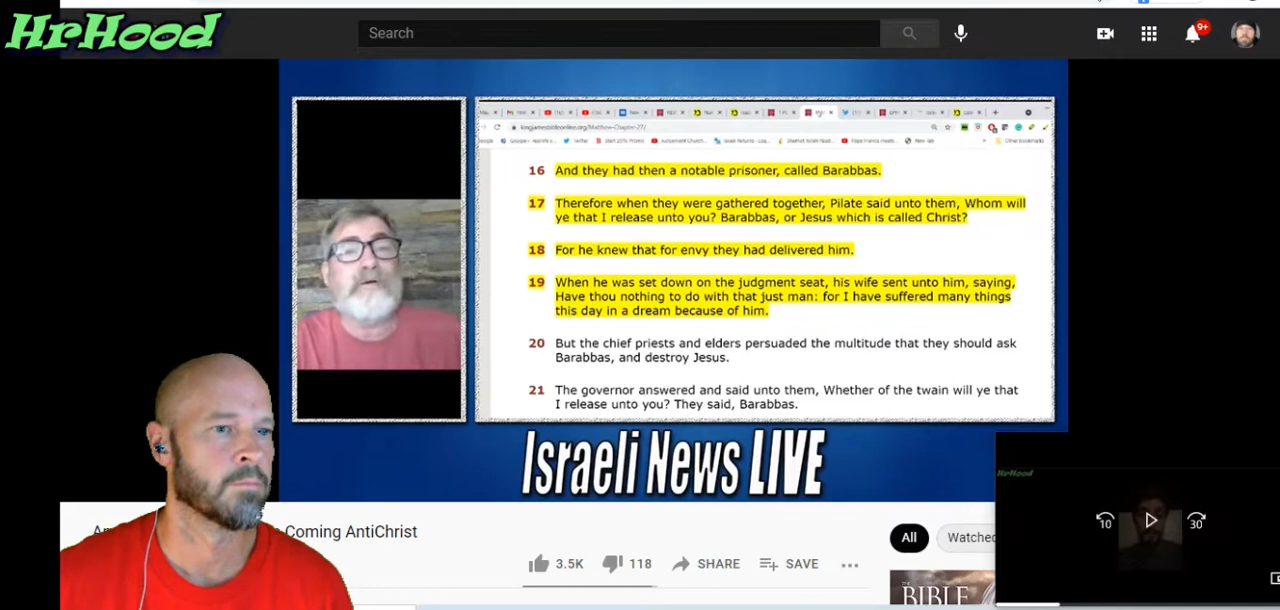 HrHood
Search
9+
kingjamesbibleonline.org/Matthew-Chapter-27/
16 And they had then a notable prisoner, called Barabbas.
17 Therefore when they were gathered together, Pilate said unto them, Whom will
ye that I release unto you? Barabbas, or Jesus which is called Christ?
18 For he knew that for envy they had delivered him.
19 When he was set down on the judgment seat, his wife sent unto him, saying,
Have thou nothing to do with that just man: for I have suffered many things
this day in a dream because of him.
20 But the chief priests and elders persuaded the multitude that they should ask
Barabbas, and destroy Jesus.
21 The governor answered and said unto them, Whether of the twain will ye that
I release unto you? They said, Barabbas.
Israeli News LIVE
HrHood
10
30
Coming AntiChrist
3.5K
118
SHARE
SAVE
All
Watched
BIBLE